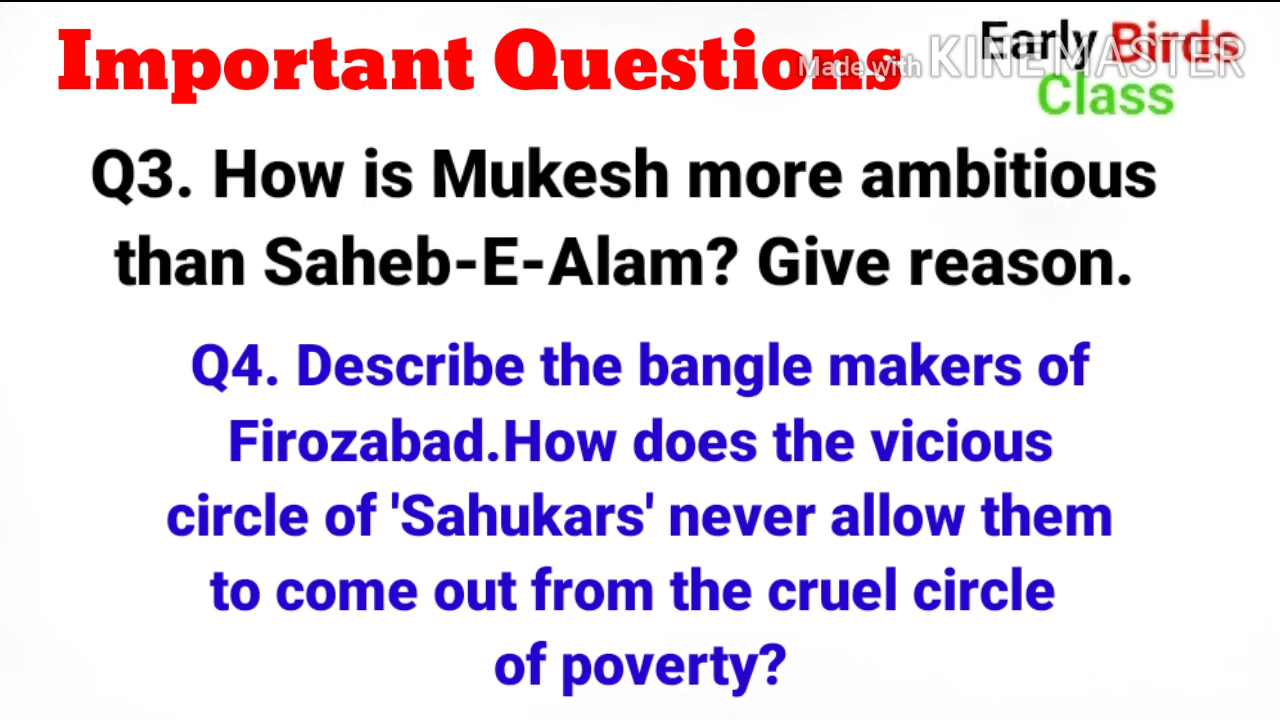 Important Questions
Early Birds
Made with KINEMASTER
Class
Q3. How is Mukesh more ambitious
than Saheb-E-Alam? Give reason.
Q4. Describe the bangle makers of
Firozabad.How does the vicious
circle of 'Sahukars' never allow them
to come out from the cruel circle
of poverty?